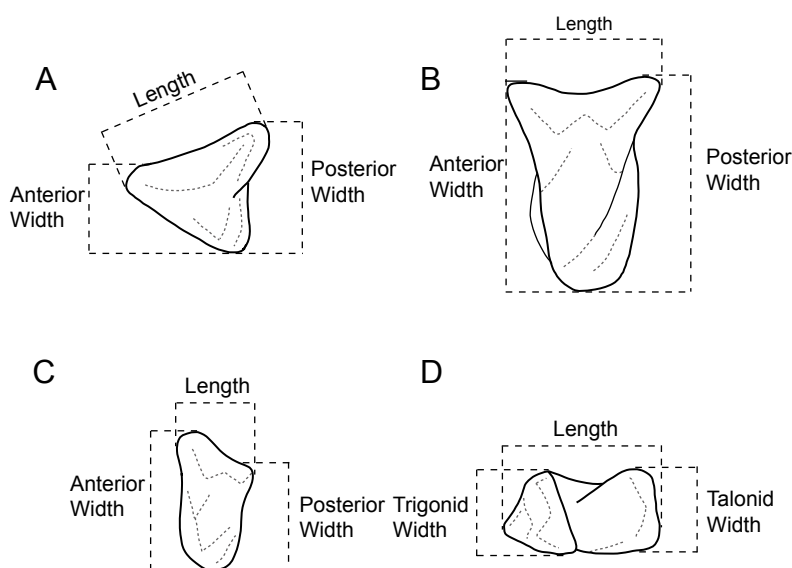 A
Length
Anterior
Width
Posterior
Width
B
Length
Anterior
Width
Posterior
Width
C
Length
Anterior
Width
Posterior
Width
D
Length
Trigonid
Width
Talonid
Width